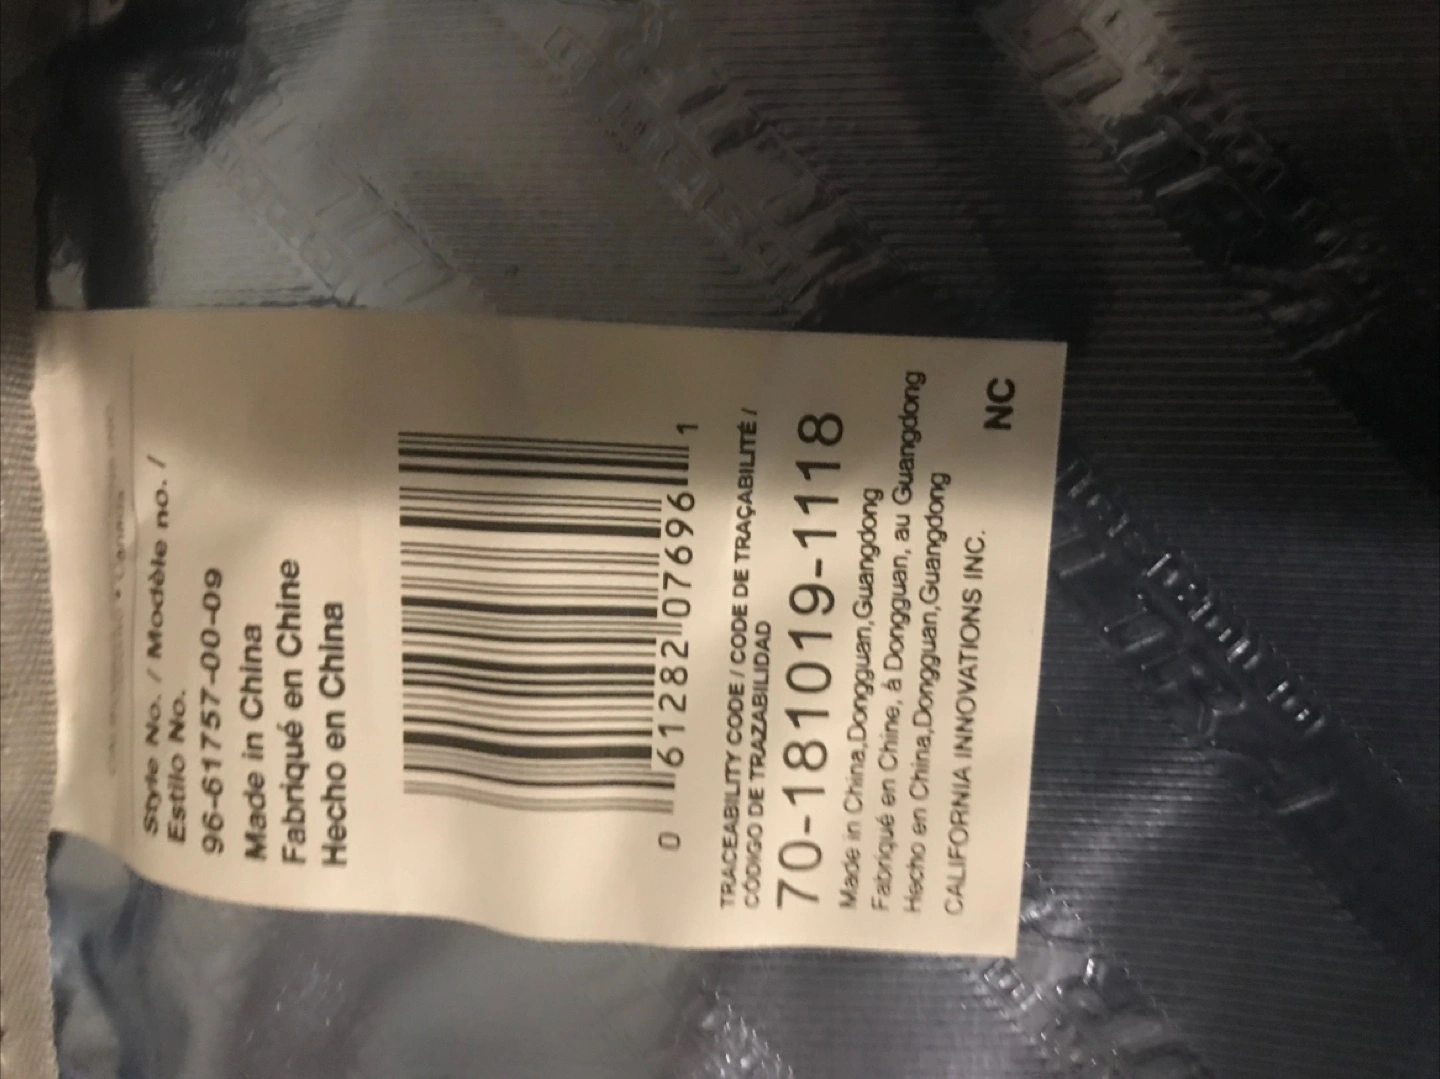 Style No. / Modèle no. /
Estilo No.
96-61757-00-09
Made in China
Fabriqué en Chine
Hecho en China
0 61282 07696 1
TRACEABILITY CODE / CODE DE TRAÇABILITÉ /
CÓDIGO DE TRAZABILIDAD
70-181019-1118
Made in China,Dongguan,Guangdong
Fabriqué en Chine, à Dongguan, au Guangdong
Hecho en China,Dongguan,Guangdong
CALIFORNIA INNOVATIONS INC.
NC